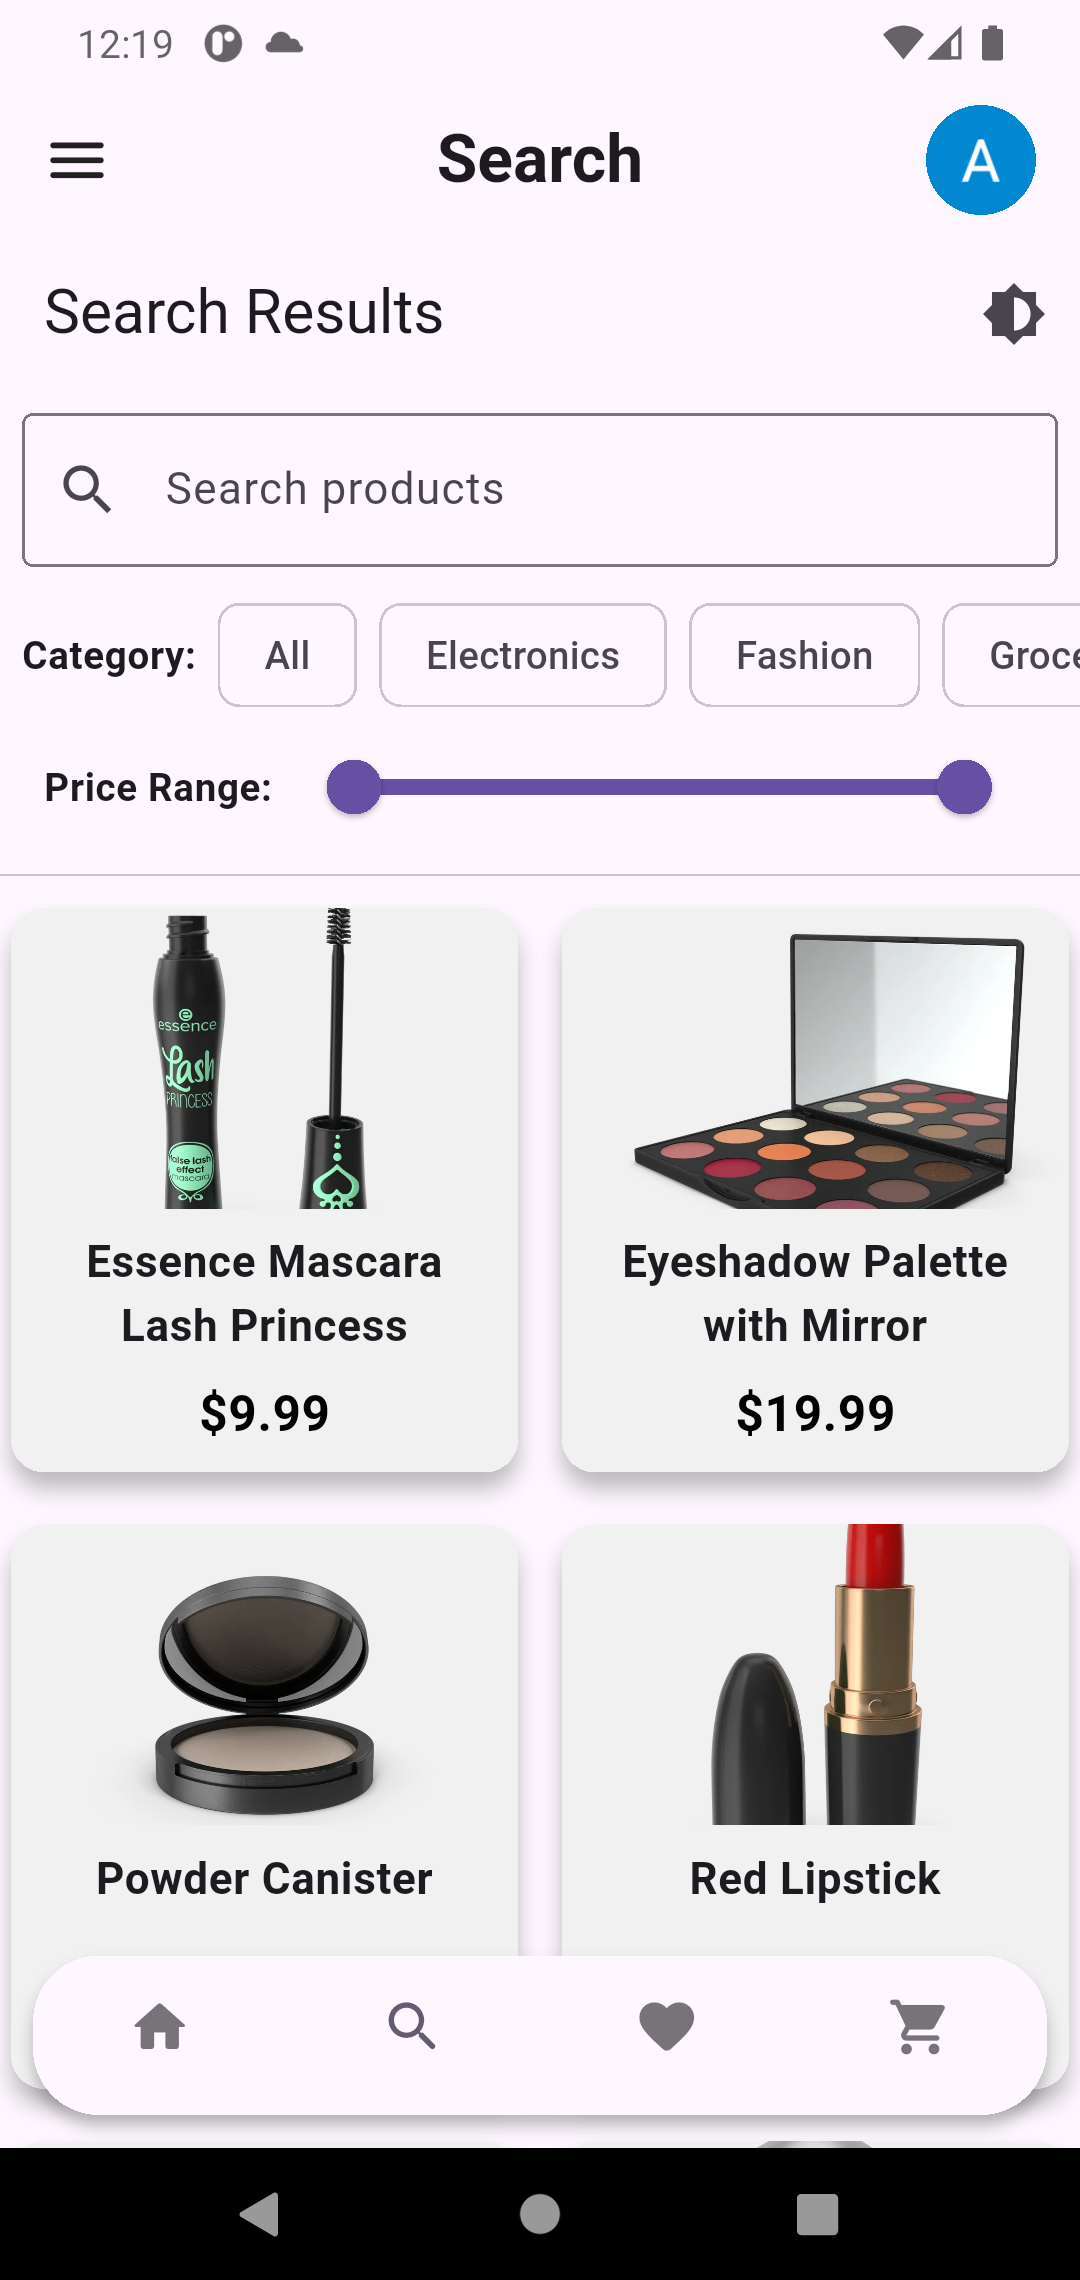 12:19
Search
A
Search Results
Search products
Category:
All
Electronics
Fashion
Groce
Price Range:
essence
Lash
PRINCESS
false lash
effect
mascara
Essence Mascara
Lash Princess
$9.99
Eyeshadow Palette
with Mirror
$19.99
Powder Canister
Red Lipstick